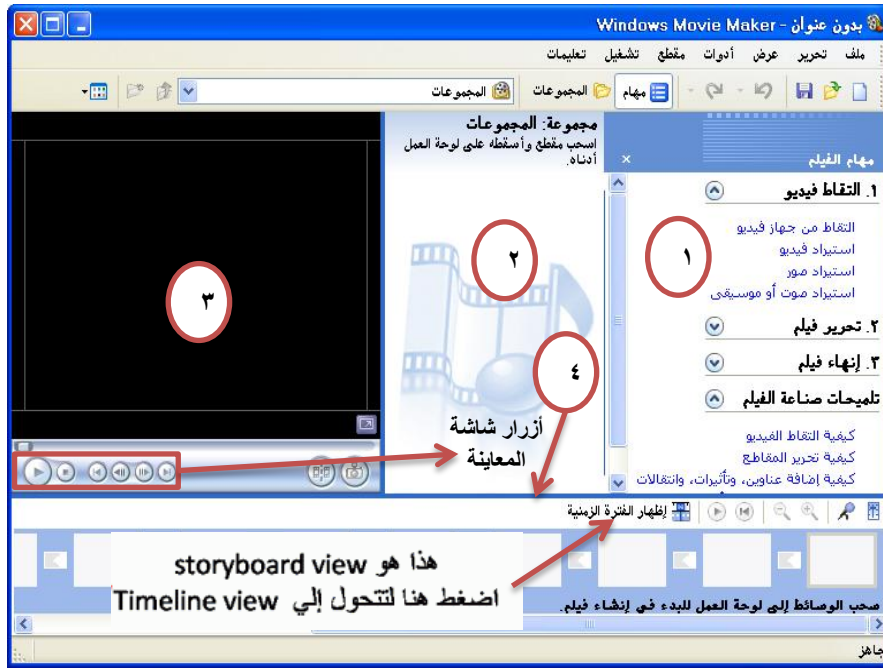 بدون عنوان - Windows Movie Maker
ملف تحرير عرض أدوات مقطع تشغيل تعليمات
مهام المجموعات المجموعات
مهام الفيلم
١. التقاط فيديو
التقاط من جهاز فيديو
استيراد فيديو
استيراد صور
استيراد صوت أو موسيقى
٢. تحرير فيلم
٣. إنهاء فيلم
تلميحات صناعة الفيلم
كيفية التقاط الفيديو
كيفية تحرير المقاطع
كيفية إضافة عناوين، وتأثيرات، وانتقالات
١
مجموعة: المجموعات
اسحب مقطع وأسقطه على لوحة العمل
أدناه.
٢
٤
٣
أزرار شاشة
المعاينة
إظهار الفترة الزمنية
هذا هو storyboard view
اضغط هنا لتتحول إلي Timeline view
سحب الوسائط إلى لوحة العمل للبدء في إنشاء فيلم.
جاهز